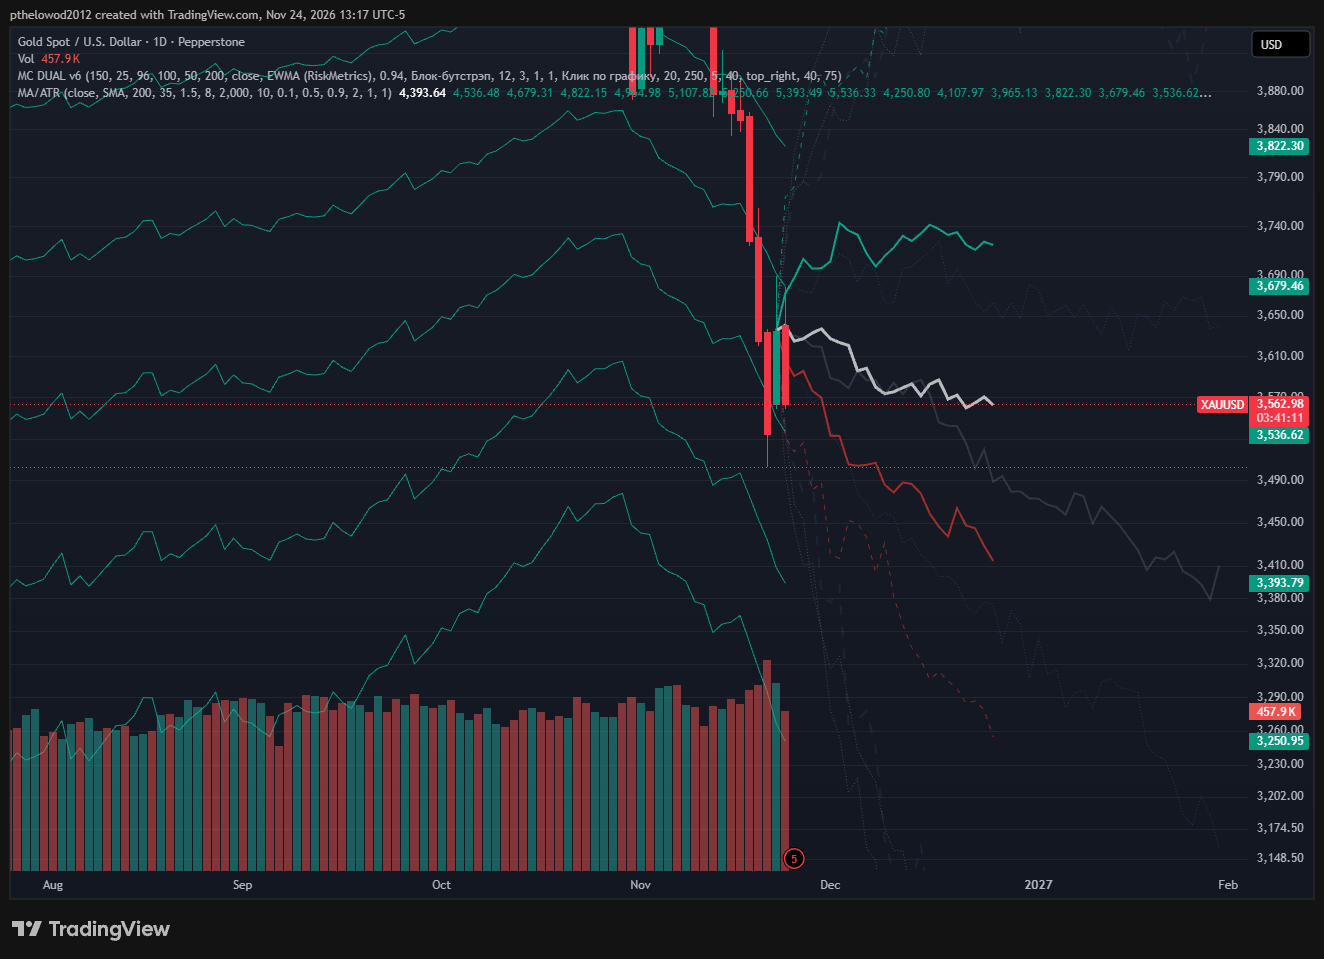 pthelowod2012 created with TradingView.com, Nov 24, 2026 13:17 UTC-5
Gold Spot / U.S. Dollar · 1D · Pepperstone
USD
Vol 457.9 K
MC DUAL v6 (150, 25, 96, 100, 50, 200, close, EWMA (RiskMetrics), 0.94, Блок-бутстрэп, 12, 3, 1, 1, Клик по графику, 20, 250, 5, 40, top_right, 40, 75)
MA/ATR (close, SMA, 200, 35, 1.5, 8, 2,000, 10, 0.1, 0.5, 0.9, 2, 1, 1) 4,393.64 4,536.48 4,679.31 4,822.15 5,393.49 5,536.33 4,250.80 4,107.97 3,965.13 3,822.30 3,679.46 3,536.62...
3,880.00
3,840.00
3,822.30
3,790.00
3,740.00
3,690.00
3,679.46
3,650.00
3,610.00
3,570.00
XAUUSD 3,562.98
03:41:11
3,536.62
3,490.00
3,450.00
3,410.00
3,393.79
3,380.00
3,350.00
3,320.00
3,290.00
457.9 K
3,260.00
3,250.95
3,230.00
3,202.00
3,174.50
3,148.50
5
Aug Sep Oct Nov Dec 2027 Feb
TradingView